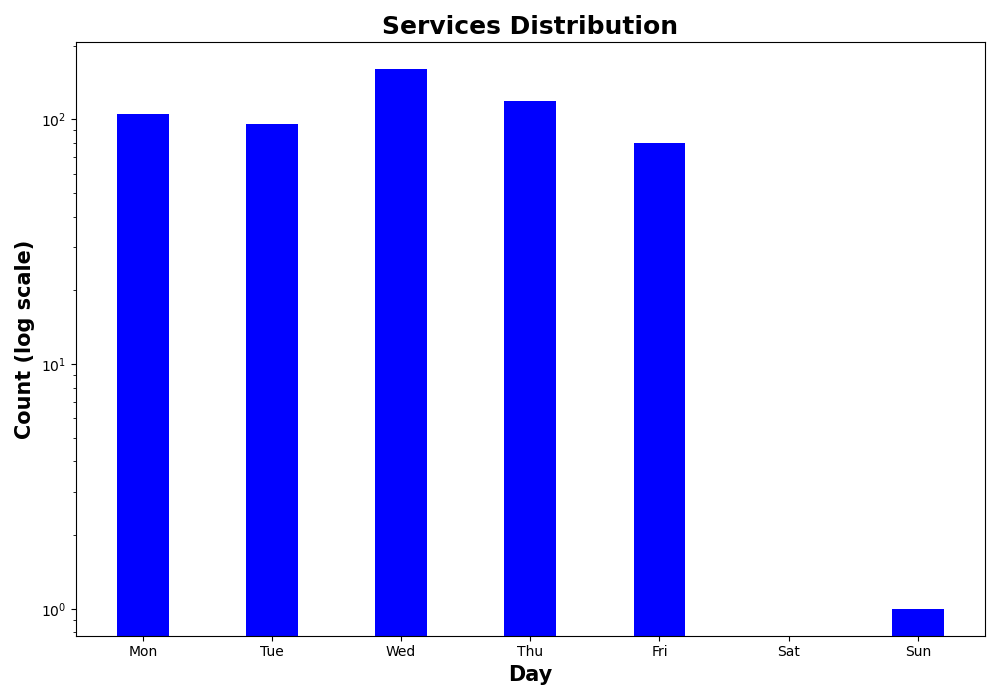 Services Distribution
Count (log scale)
10²
10¹
10⁰
Mon Tue Wed Thu Fri Sat Sun
Day